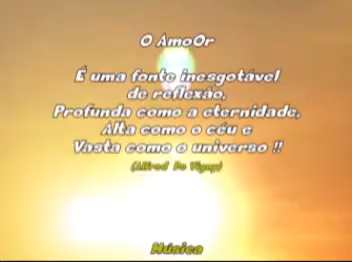 O AmoOr
É uma fonte inesgotável
de reflexão,
Profunda como a eternidade,
Alta como o céu e
Vasta como o universo !!
(Alfred De Vigny)
Música